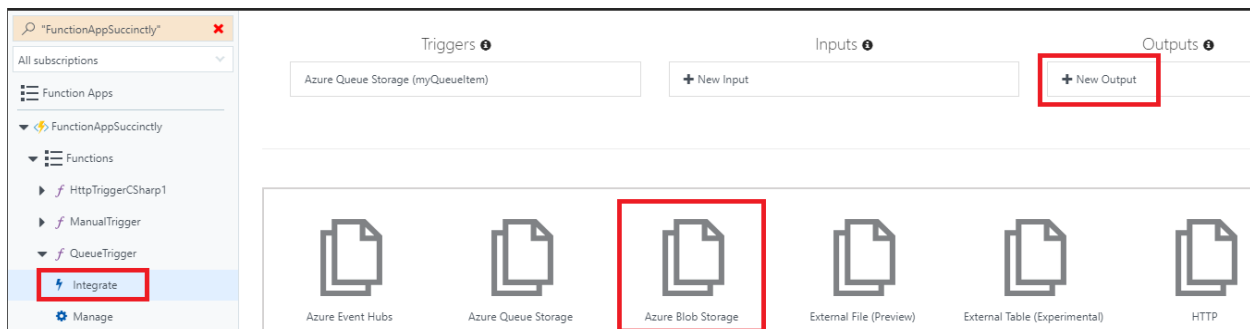 "FunctionAppSuccinctly"
All subscriptions
Function Apps
FunctionAppSuccinctly
Functions
HttpTriggerCSharp1
ManualTrigger
QueueTrigger
Integrate
Manage
Triggers
Azure Queue Storage (myQueueItem)
Inputs
New Input
Outputs
New Output
Azure Event Hubs
Azure Queue Storage
Azure Blob Storage
External File (Preview)
External Table (Experimental)
HTTP